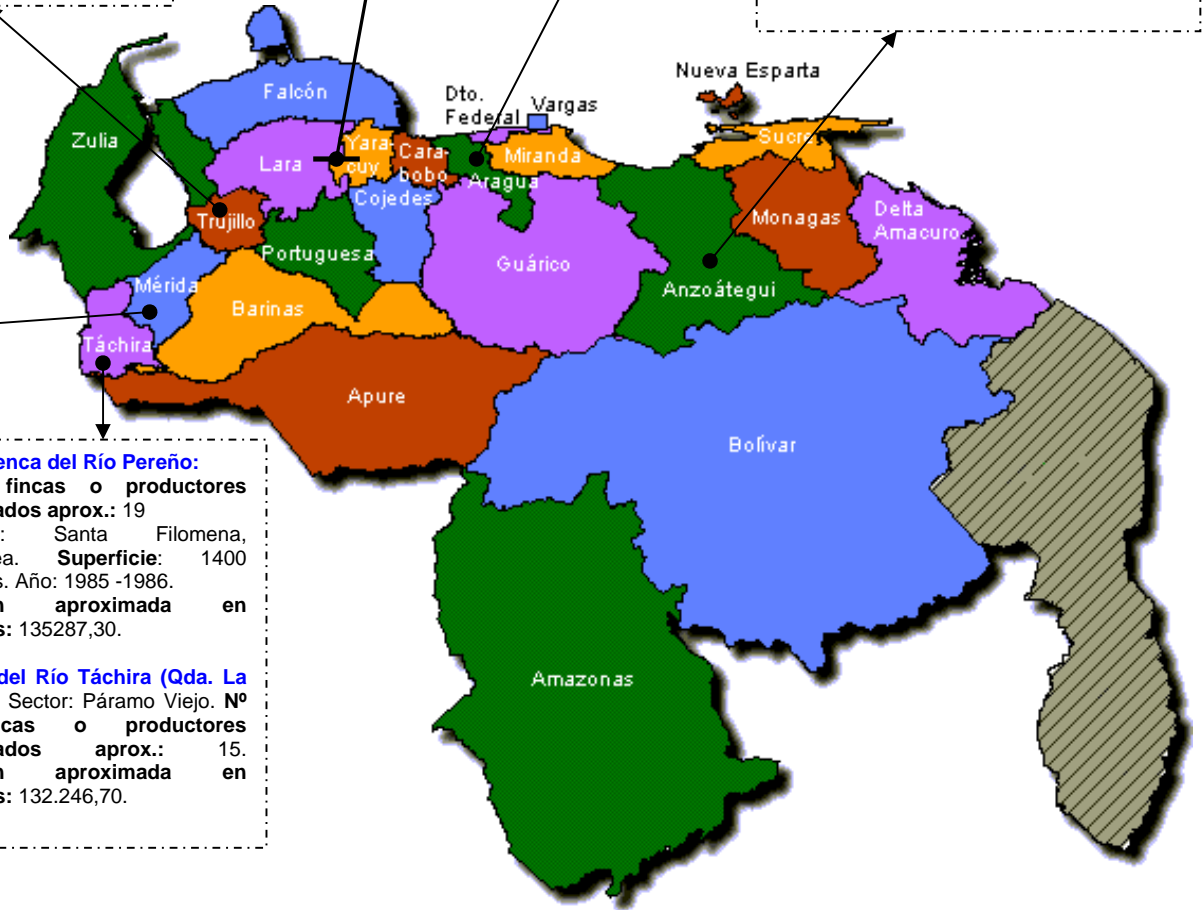 Nueva Esparta
Falcón
Dto.
Federal
Vargas
Zulia
Sucre
Yara-
cuy
Cara-
bobo
Miranda
Lara
Aragua
Cojedes
Trujillo
Monagas
Delta
Amacuro
Portuguesa
Guárico
Mérida
Anzoátegui
Barinas
Táchira
Apure
Bolívar
Amazonas
enca del Río Pereño:
fincas o productores
ados aprox.: 19
: Santa Filomena,
ea. Superficie: 1400
s. Año: 1985 -1986.
n aproximada en
s: 135287,30.
del Río Táchira (Qda. La
Sector: Páramo Viejo. Nº
cas o productores
ados aprox.: 15.
n aproximada en
s: 132.246,70.